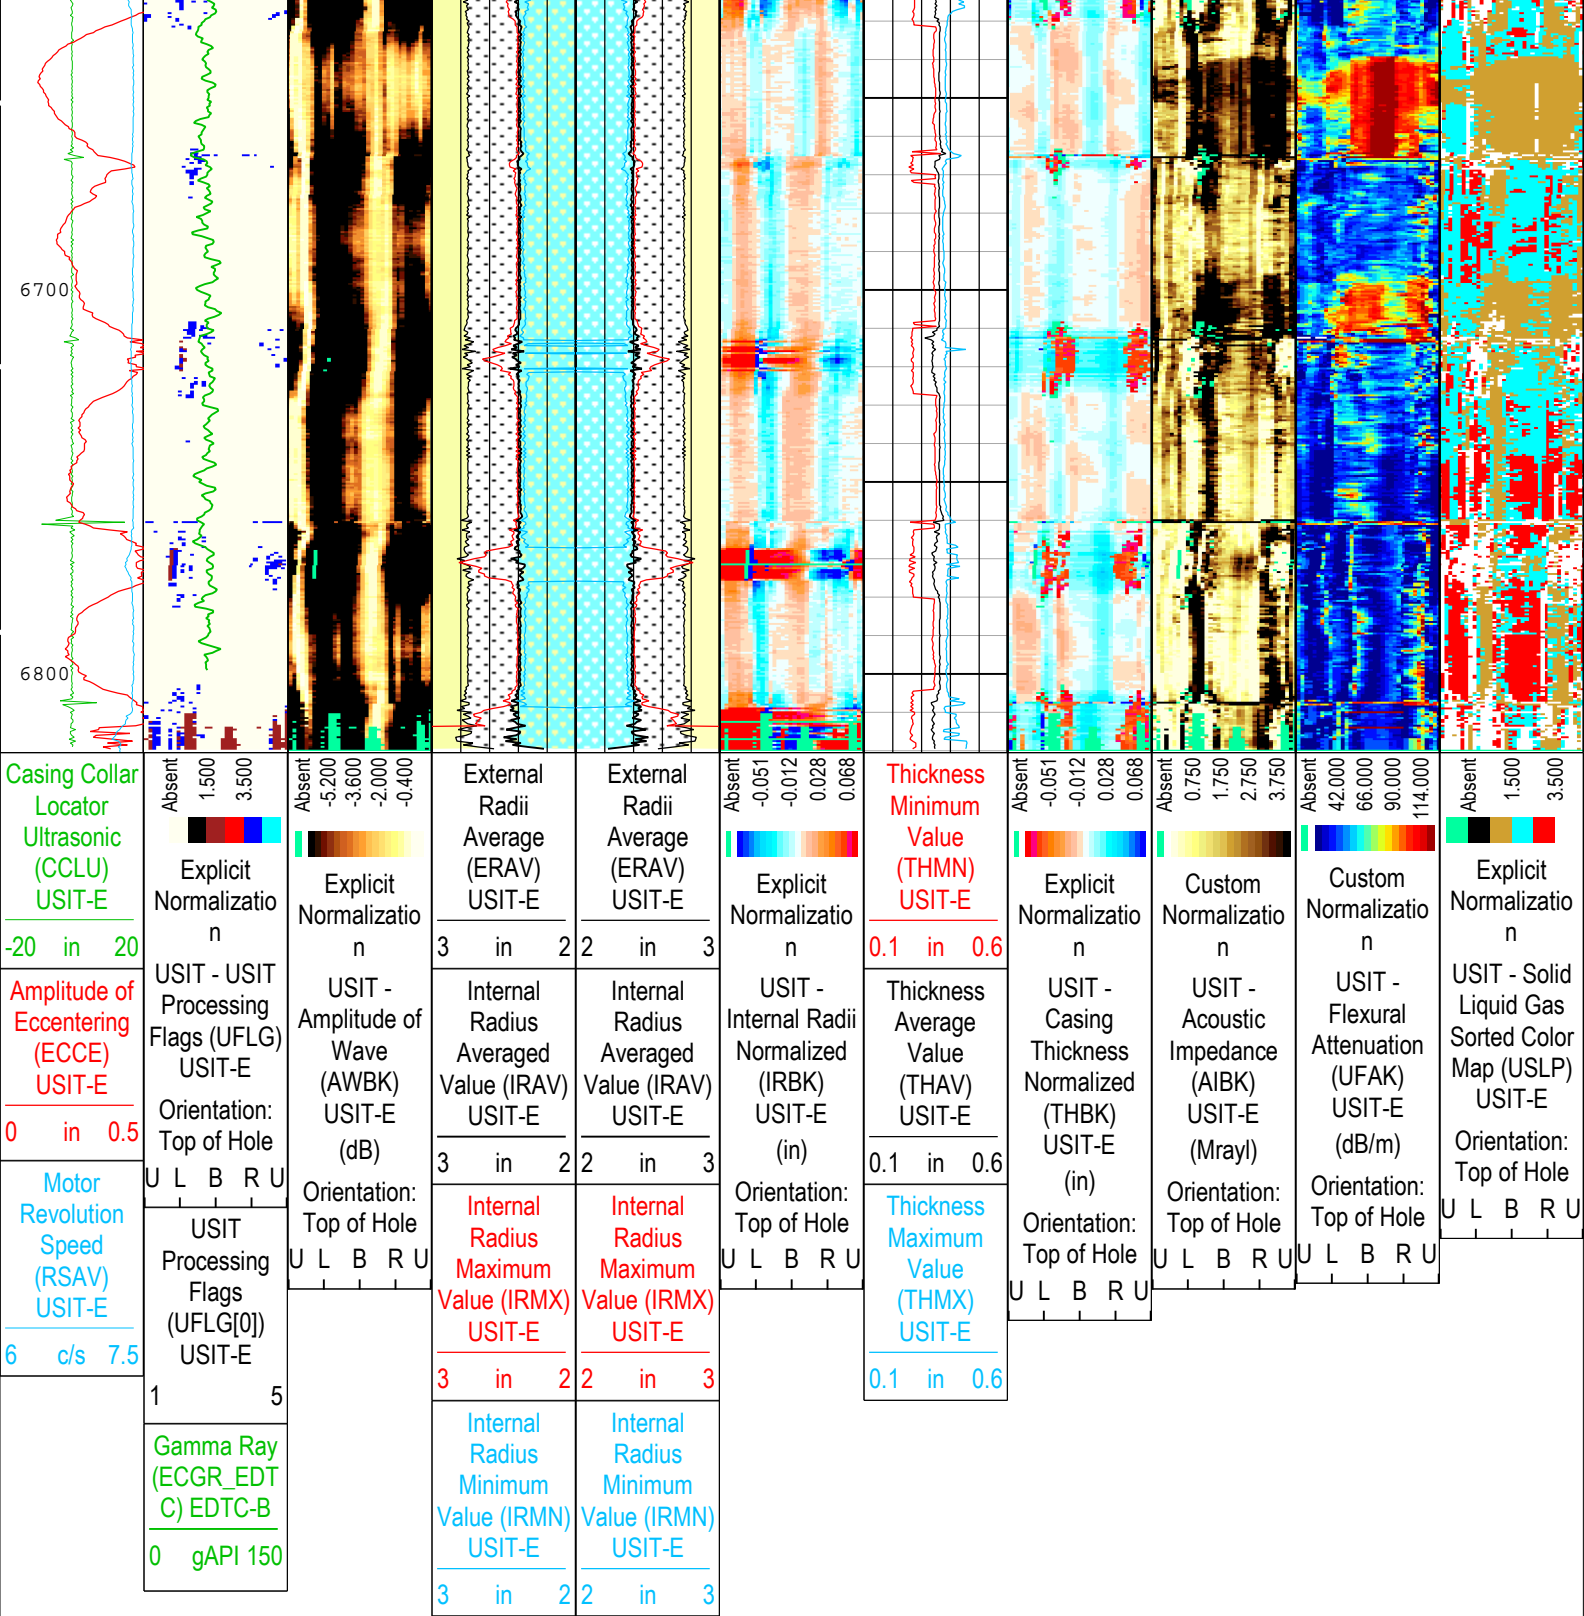 6700
6800
Casing Collar
Locator
Ultrasonic
(CCLU)
USIT-E
-20 in 20
Amplitude of
Eccentering
(ECCE)
USIT-E
0 in 0.5
Motor
Revolution
Speed
(RSAV)
USIT-E
6 c/s 7.5
Absent 1.500 3.500
Explicit
Normalizatio
n
USIT - USIT
Processing
Flags (UFLG)
USIT-E
Orientation:
Top of Hole
U L B R U
USIT
Processing
Flags
(UFLG[0])
USIT-E
1 5
Gamma Ray
(ECGR_EDT
C) EDTC-B
0 gAPI 150
Absent -5.200 -3.600 -2.000 -0.400
Explicit
Normalizatio
n
USIT -
Amplitude of
Wave
(AWBK)
USIT-E
(dB)
Orientation:
Top of Hole
U L B R U
External
Radii
Average
(ERAV)
USIT-E
3 in 2
Internal
Radius
Averaged
Value (IRAV)
USIT-E
3 in 2
Internal
Radius
Maximum
Value (IRMX)
USIT-E
3 in 2
Internal
Radius
Minimum
Value (IRMN)
USIT-E
3 in 2
External
Radii
Average
(ERAV)
USIT-E
2 in 3
Internal
Radius
Averaged
Value (IRAV)
USIT-E
2 in 3
Internal
Radius
Maximum
Value (IRMX)
USIT-E
2 in 3
Internal
Radius
Minimum
Value (IRMN)
USIT-E
2 in 3
Absent -0.051 -0.012 0.028 0.068
Explicit
Normalizatio
n
USIT -
Internal Radii
Normalized
(IRBK)
USIT-E
(in)
Orientation:
Top of Hole
U L B R U
Thickness
Minimum
Value
(THMN)
USIT-E
0.1 in 0.6
Thickness
Average
Value
(THAV)
USIT-E
0.1 in 0.6
Thickness
Maximum
Value
(THMX)
USIT-E
0.1 in 0.6
Absent -0.051 -0.012 0.028 0.068
Explicit
Normalizatio
n
USIT -
Casing
Thickness
Normalized
(THBK)
USIT-E
(in)
Orientation:
Top of Hole
U L B R U
Absent 0.750 1.750 2.750 3.750
Custom
Normalizatio
n
USIT -
Acoustic
Impedance
(AIBK)
USIT-E
(Mrayl)
Orientation:
Top of Hole
U L B R U
Absent 42.000 66.000 90.000 114.000
Custom
Normalizatio
n
USIT -
Flexural
Attenuation
(UFAK)
USIT-E
(dB/m)
Orientation:
Top of Hole
U L B R U
Absent 1.500 3.500
Explicit
Normalizatio
n
USIT - Solid
Liquid Gas
Sorted Color
Map (USLP)
USIT-E
Orientation:
Top of Hole
U L B R U